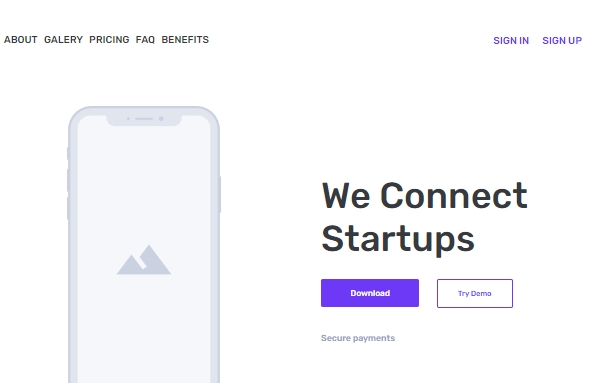 ABOUT GALERY PRICING FAQ BENEFITS SIGN IN SIGN UP
We Connect
Startups
Download Try Demo
Secure payments